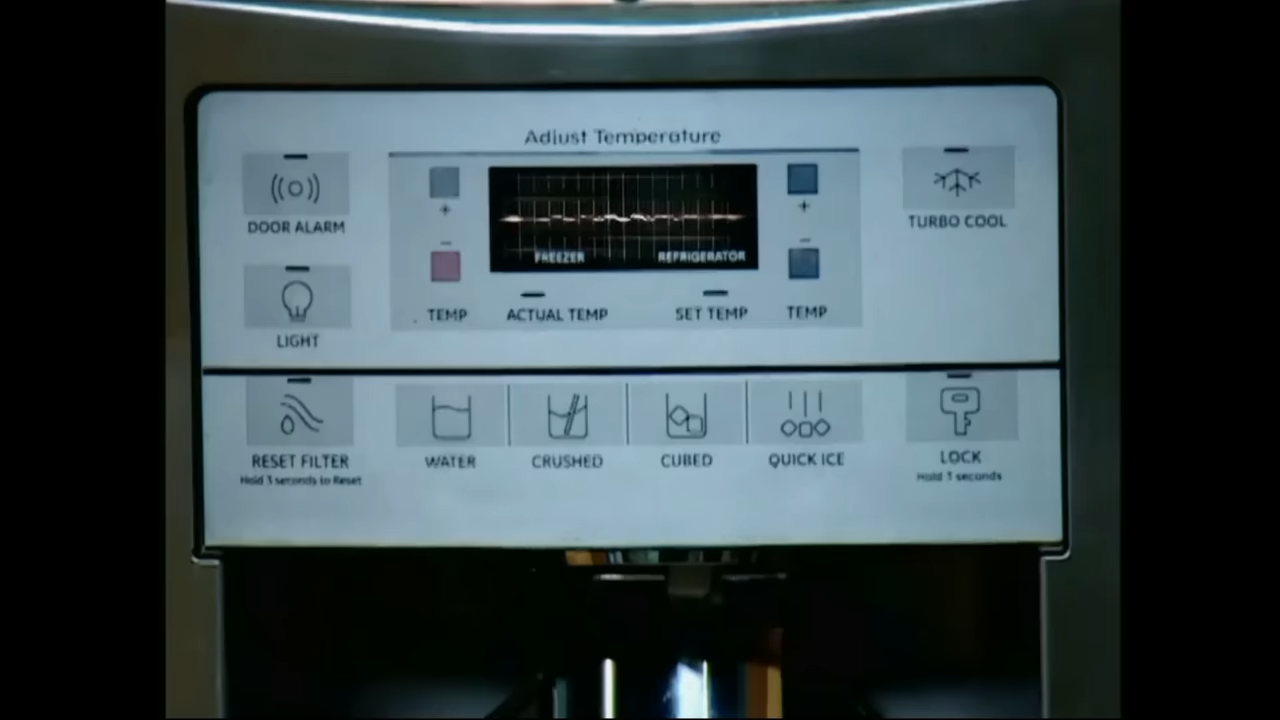 Adjust Temperature
DOOR ALARM
TURBO COOL
+
+
-
-
FREEZER REFRIGERATOR
TEMP ACTUAL TEMP SET TEMP TEMP
LIGHT
RESET FILTER
Hold 3 seconds to Reset
WATER CRUSHED CUBED QUICK ICE
LOCK
Hold 3 seconds